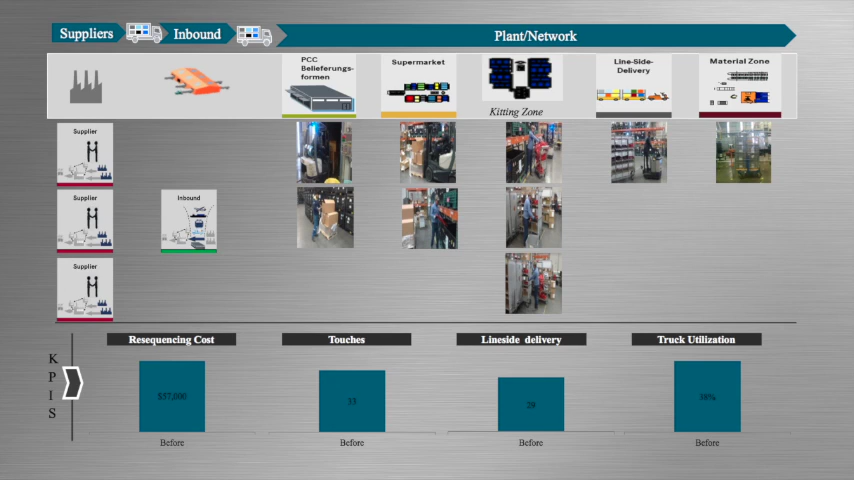 Suppliers
Inbound
Plant/Network
PCC
Belieferungs-
formen
Supermarket
Kitting Zone
Line-Side-
Delivery
Material Zone
Supplier
Supplier
Inbound
Supplier
Resequencing Cost
Touches
Lineside delivery
Truck Utilization
K
P
I
S
$57,000
33
29
38%
Before
Before
Before
Before